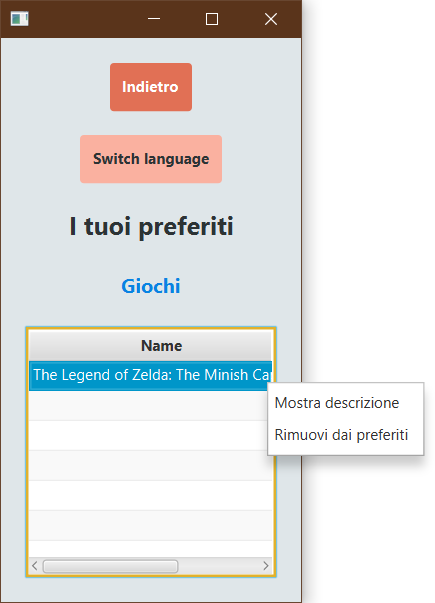 Indietro
Switch language
I tuoi preferiti
Giochi
Name
The Legend of Zelda: The Minish Cap
Mostra descrizione
Rimuovi dai preferiti